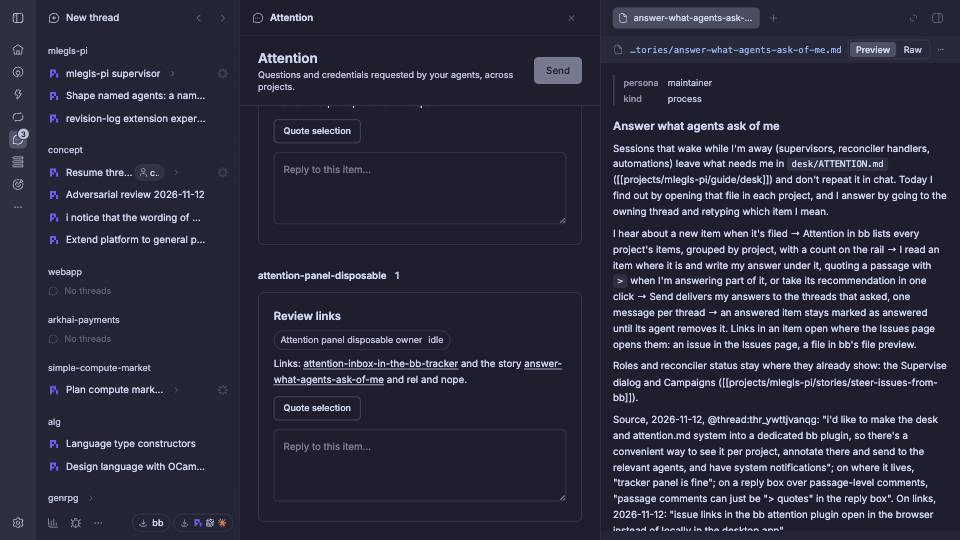 New thread
mlegls-pi
mlegls-pi supervisor
Shape named agents: a nam...
revision-log extension exper...
concept
Resume thre... c..
Adversarial review 2026-11-12
i notice that the wording of ...
Extend platform to general p...
webapp
No threads
arkhai-payments
No threads
simple-compute-market
Plan compute mark...
alg
Language type constructors
Design language with OCam...
genrpg
3
bb
Attention
Attention
Questions and credentials requested by your agents, across
projects.
Send
Quote selection
Reply to this item...
attention-panel-disposable 1
Review links
Attention panel disposable owner idle
Links: attention-inbox-in-the-bb-tracker and the story answer-
what-agents-ask-of-me and rel and nope.
Quote selection
Reply to this item...
answer-what-agents-ask-...
…tories/answer-what-agents-ask-of-me.md Preview Raw
persona maintainer
kind process
Answer what agents ask of me
Sessions that wake while I'm away (supervisors, reconciler handlers,
automations) leave what needs me in desk/ATTENTION.md
([[projects/mlegls-pi/guide/desk]]) and don't repeat it in chat. Today I
find out by opening that file in each project, and I answer by going to the
owning thread and retyping which item I mean.
I hear about a new item when it's filed → Attention in bb lists every
project's items, grouped by project, with a count on the rail → I read an
item where it is and write my answer under it, quoting a passage with
> when I'm answering part of it, or take its recommendation in one
click → Send delivers my answers to the threads that asked, one
message per thread → an answered item stays marked as answered
until its agent removes it. Links in an item open where the Issues page
opens them: an issue in the Issues page, a file in bb's file preview.
Roles and reconciler status stay where they already show: the Supervise
dialog and Campaigns ([[projects/mlegls-pi/stories/steer-issues-from-
bb]]).
Source, 2026-11-12, @thread:thr_ywttjvanqg: "i'd like to make the desk
and attention.md system into a dedicated bb plugin, so there's a
convenient way to see it per project, annotate there and send to the
relevant agents, and have system notifications"; on where it lives,
"tracker panel is fine"; on a reply box over passage-level comments,
"passage comments can just be "> quotes" in the reply box". On links,
2026-11-12: "issue links in the bb attention plugin open in the browser
instead of locally in the desktop app"